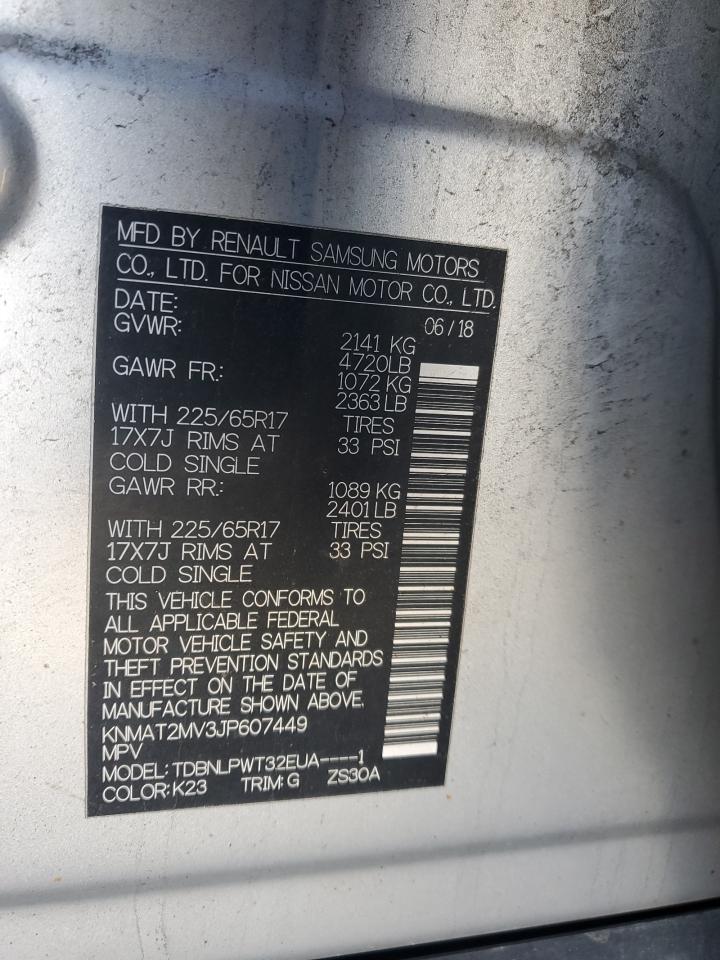 MFD BY RENAULT SAMSUNG MOTORS
CO., LTD. FOR NISSAN MOTOR CO., LTD.
DATE: 06/18
GVWR: 2141 KG
4720LB
GAWR FR.: 1072 KG
2363 LB
WITH 225/65R17 TIRES
17X7J RIMS AT 33 PSI
COLD SINGLE
GAWR RR.: 1089 KG
2401 LB
WITH 225/65R17 TIRES
17X7J RIMS AT 33 PSI
COLD SINGLE
THIS VEHICLE CONFORMS TO
ALL APPLICABLE FEDERAL
MOTOR VEHICLE SAFETY AND
THEFT PREVENTION STANDARDS
IN EFFECT ON THE DATE OF
MANUFACTURE SHOWN ABOVE.
KNMAT2MV3JP607449
MPV
MODEL: TDBNLPWT32EUA----1
COLOR: K23 TRIM: G ZS30A